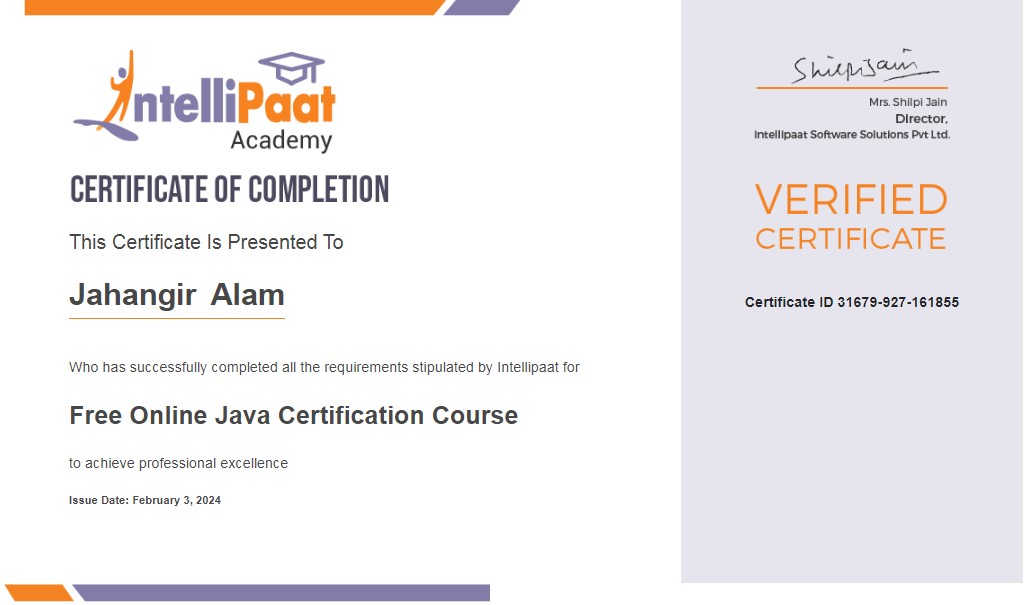 IntelliPaat
Academy
CERTIFICATE OF COMPLETION
This Certificate Is Presented To
Jahangir Alam
Who has successfully completed all the requirements stipulated by Intellipaat for
Free Online Java Certification Course
to achieve professional excellence
Issue Date: February 3, 2024
Shilpi Jain
Mrs. Shilpi Jain
Director,
Intellipaat Software Solutions Pvt Ltd.
VERIFIED
CERTIFICATE
Certificate ID 31679-927-161855